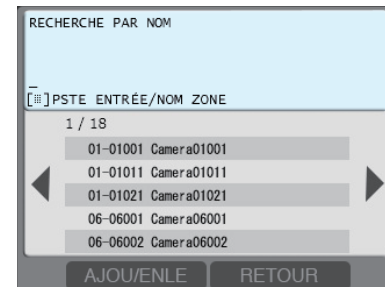 RECHERCHE PAR NOM
_
[⁝⁝⁝]PSTE ENTRÉE/NOM ZONE
1 / 18
01-01001 Camera01001
01-01011 Camera01011
01-01021 Camera01021
06-06001 Camera06001
06-06002 Camera06002
AJOU/ENLE RETOUR